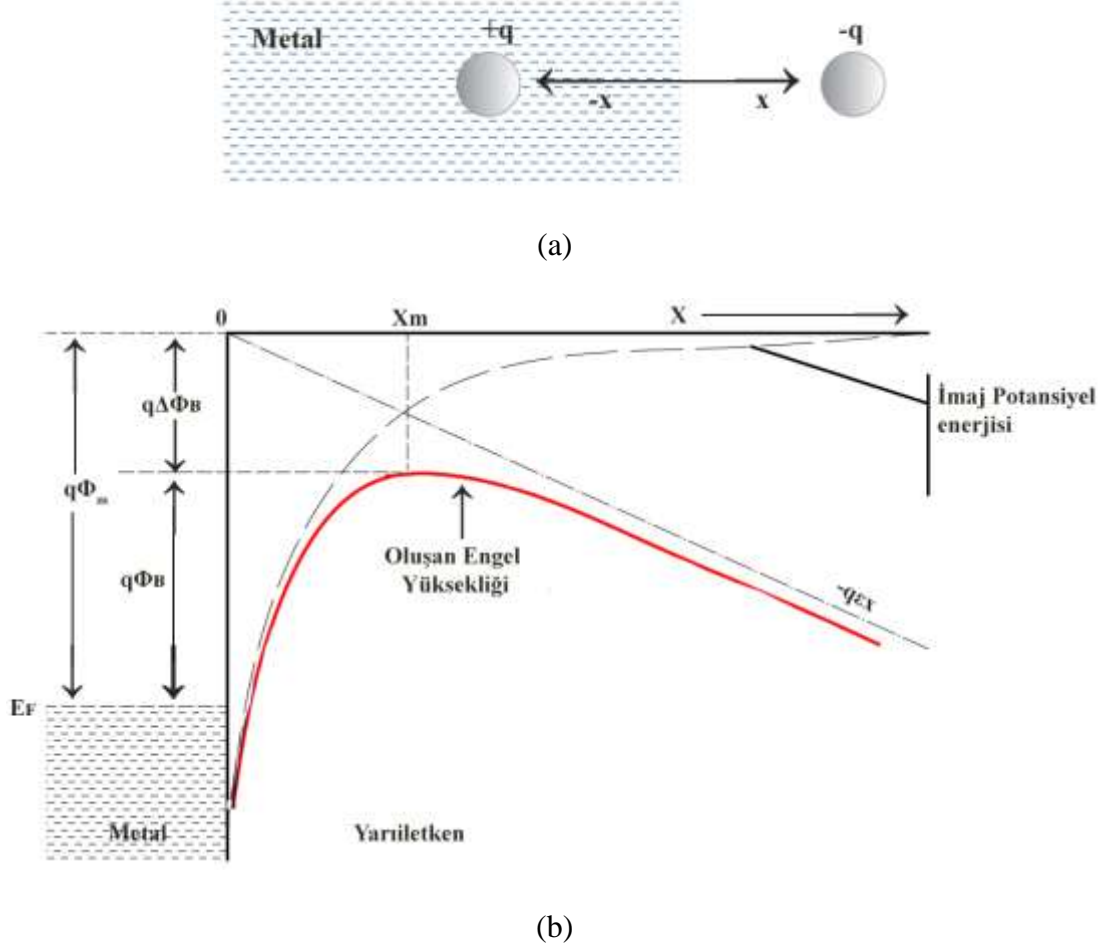 Metal
+q
-q
-x
x
(a)
0
Xm
X
qΔΦB
İmaj Potansiyel
enerjisi
qΦm
Oluşan Engel
Yüksekliği
qΦB
-qεx
EF
Metal
Yarıiletken
(b)